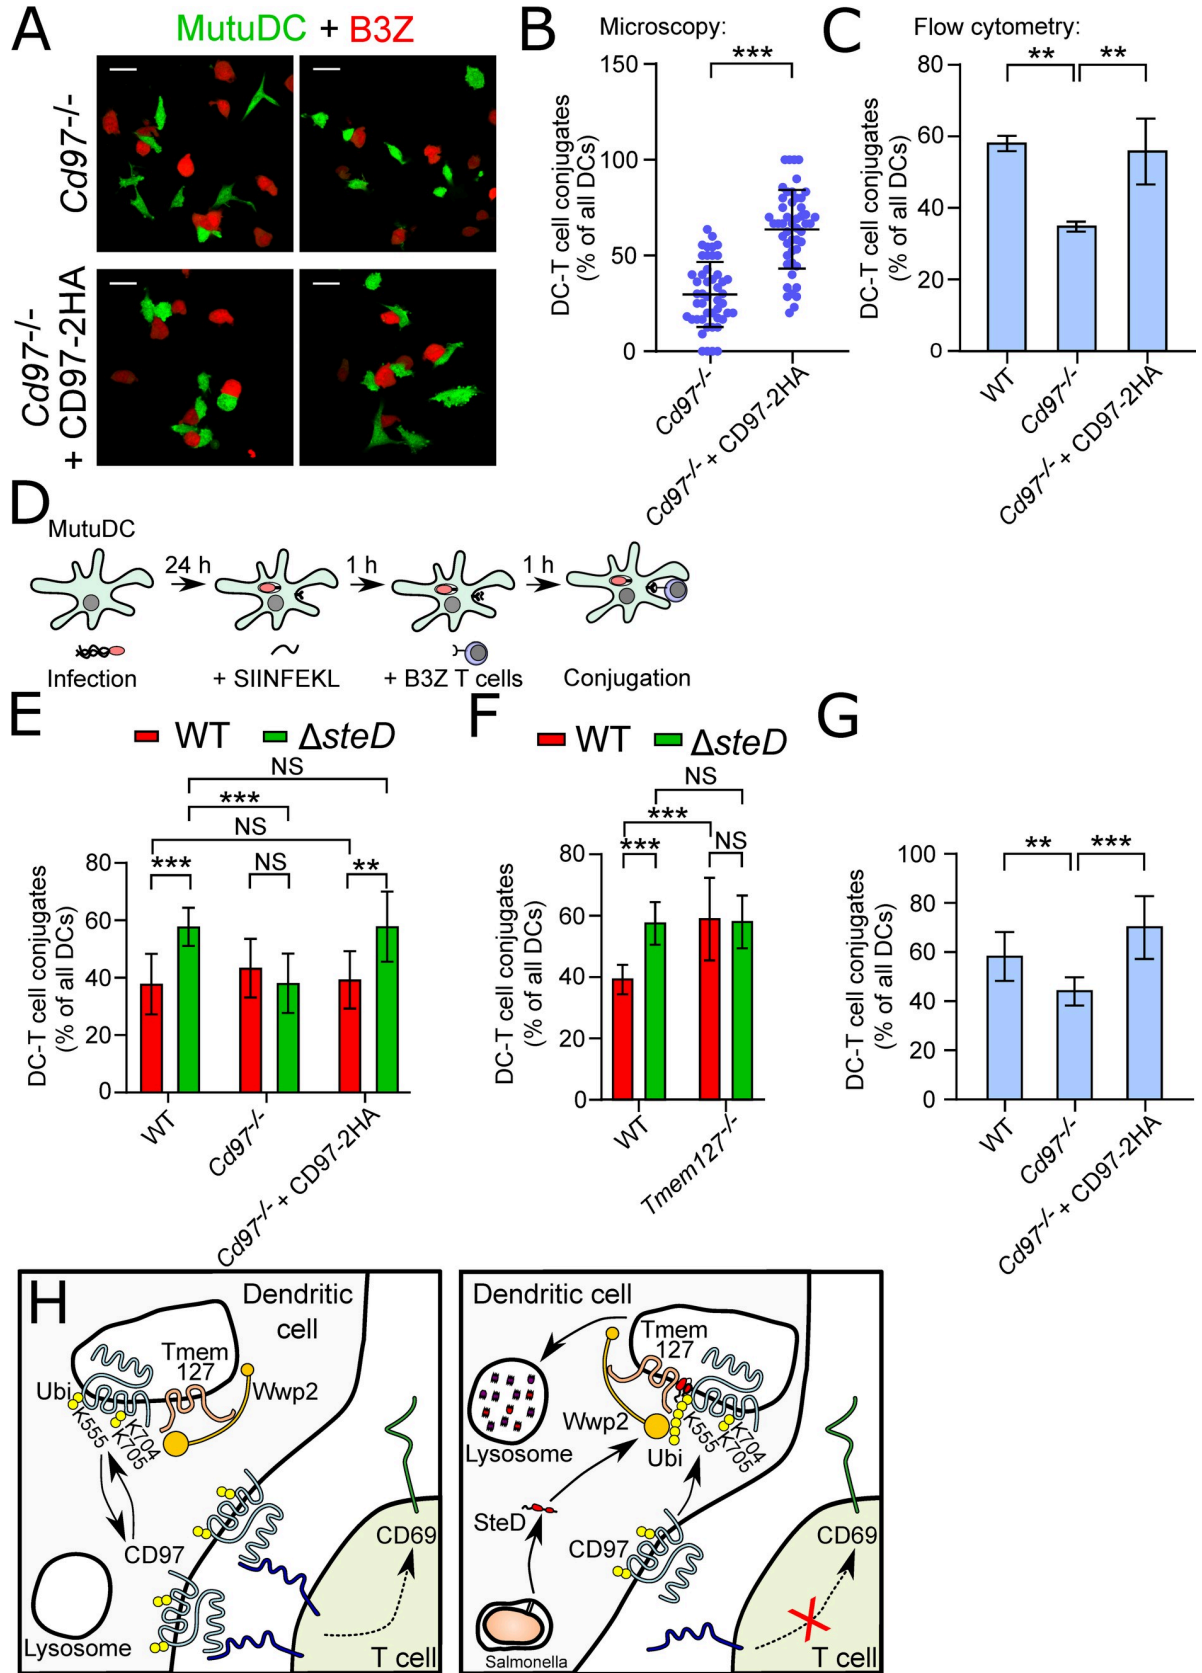 A
MutuDC + B3Z
Cd97-/-
Cd97-/-
+ CD97-2HA
B
Microscopy:
***
DC-T cell conjugates
(% of all DCs)
150
100
50
0
Cd97-/-
Cd97-/- + CD97-2HA
C
Flow cytometry:
** **
DC-T cell conjugates
(% of all DCs)
80
60
40
20
0
WT
Cd97-/-
Cd97-/- + CD97-2HA
D
MutuDC
24 h
1 h
1 h
Infection
+ SIINFEKL
+ B3Z T cells
Conjugation
E
WT ΔsteD
NS
***
NS
*** NS **
DC-T cell conjugates
(% of all DCs)
80
60
40
20
0
WT
Cd97-/-
Cd97-/- + CD97-2HA
F
WT ΔsteD
NS
***
*** NS
DC-T cell conjugates
(% of all DCs)
80
60
40
20
0
WT
Tmem127-/-
G
** ***
DC-T cell conjugates
(% of all DCs)
100
80
60
40
20
0
WT
Cd97-/-
Cd97-/- + CD97-2HA
H
Dendritic
cell
Tmem
127
Ubi
Wwp2
K555
K704
K705
CD97
Lysosome
CD69
T cell
Dendritic cell
Tmem
127
Wwp2
Lysosome
Ubi
K555
K704
K705
SteD
CD97
Salmonella
CD69
T cell